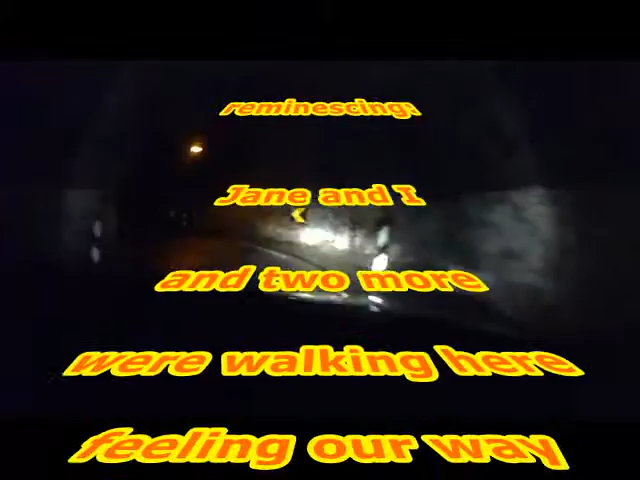 reminescing:
Jane and I
and two more
were walking here
feeling our way